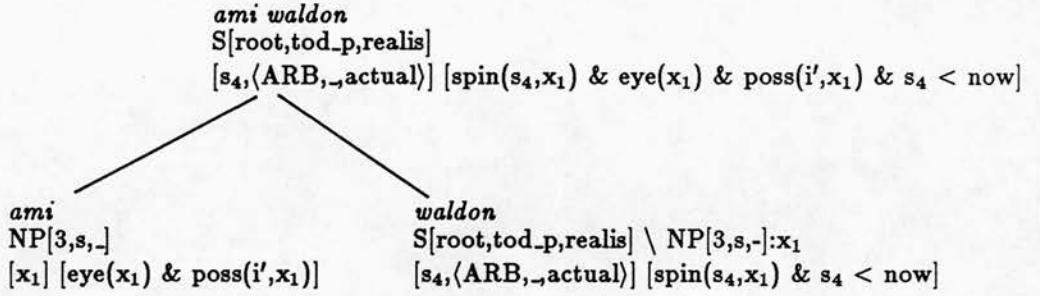 ami waldon
S[root,tod_p,realis]
[s₄,⟨ARB,_,actual⟩] [spin(s₄,x₁) & eye(x₁) & poss(i′,x₁) & s₄ < now]
ami
NP[3,s,_]
[x₁] [eye(x₁) & poss(i′,x₁)]
waldon
S[root,tod_p,realis] \ NP[3,s,-]:x₁
[s₄,⟨ARB,_,actual⟩] [spin(s₄,x₁) & s₄ < now]